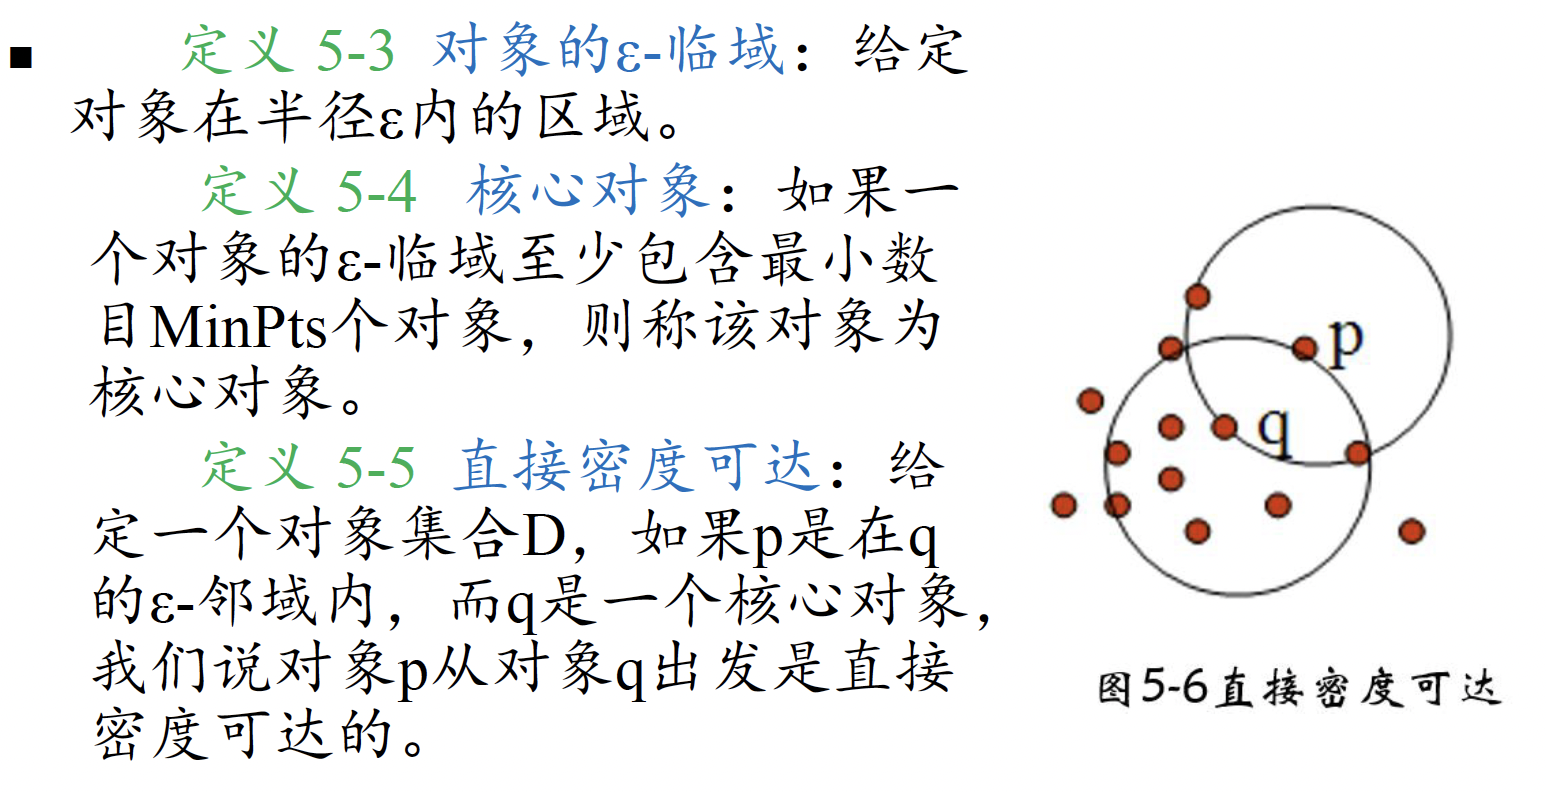 ■ 定义 5-3 对象的ε-临域：给定
对象在半径ε内的区域。
定义 5-4 核心对象：如果一
个对象的ε-临域至少包含最小数
目MinPts个对象，则称该对象为
核心对象。
定义 5-5 直接密度可达：给
定一个对象集合D，如果p是在q
的ε-邻域内，而q是一个核心对象，
我们说对象p从对象q出发是直接
密度可达的。
p
q
图5-6直接密度可达